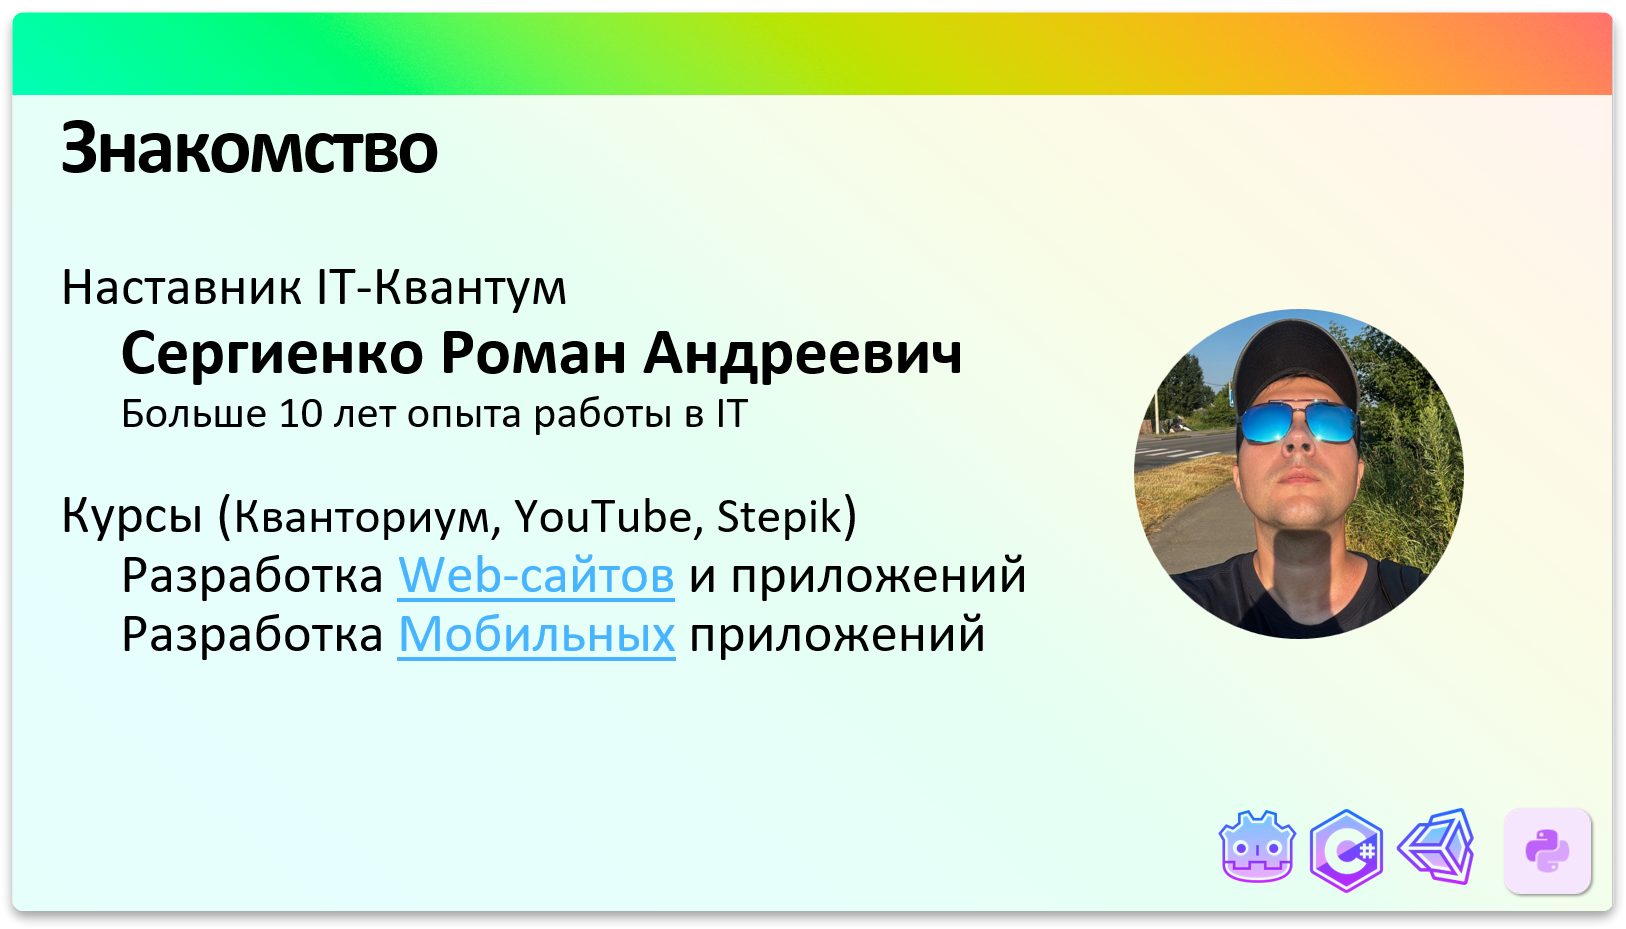 Знакомство
Наставник IT-Квантум
Сергиенко Роман Андреевич
Больше 10 лет опыта работы в IT
Курсы (Кванториум, YouTube, Stepik)
Разработка Web-сайтов и приложений
Разработка Мобильных приложений
C#